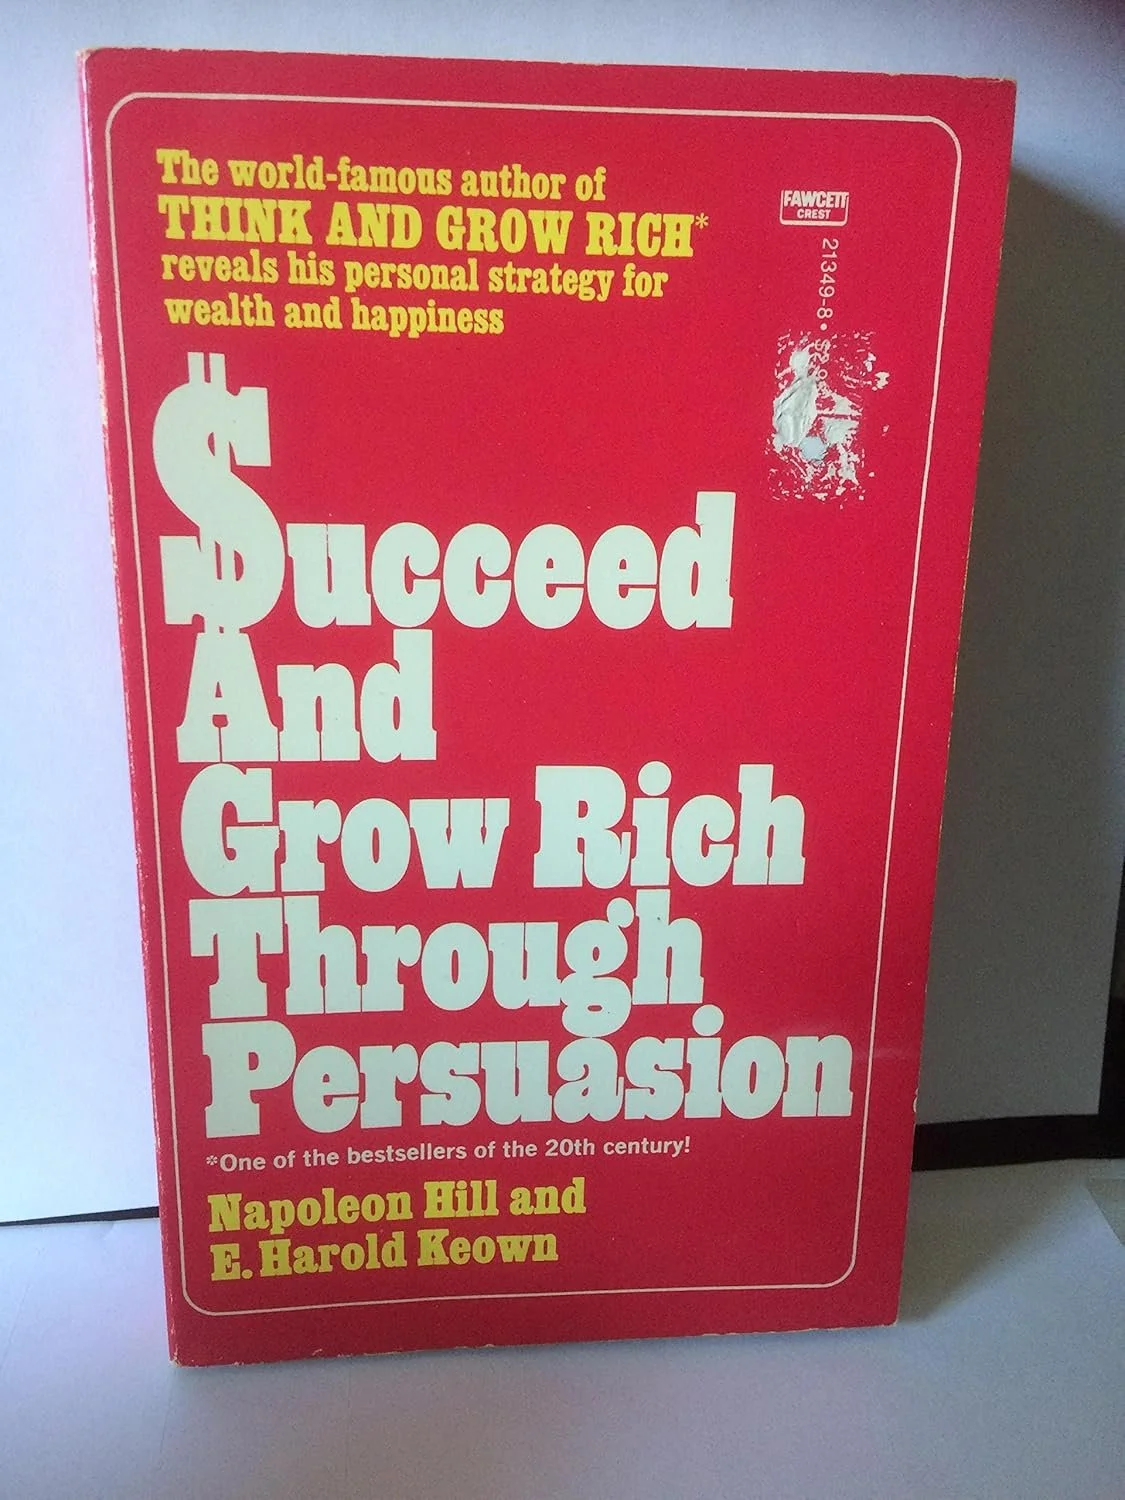 The world-famous author of
THINK AND GROW RICH*
reveals his personal strategy for
wealth and happiness
FAWCETT
CREST
21349-8 •
$ucceed
And
Grow Rich
Through
Persuasion
*One of the bestsellers of the 20th century!
Napoleon Hill and
E. Harold Keown